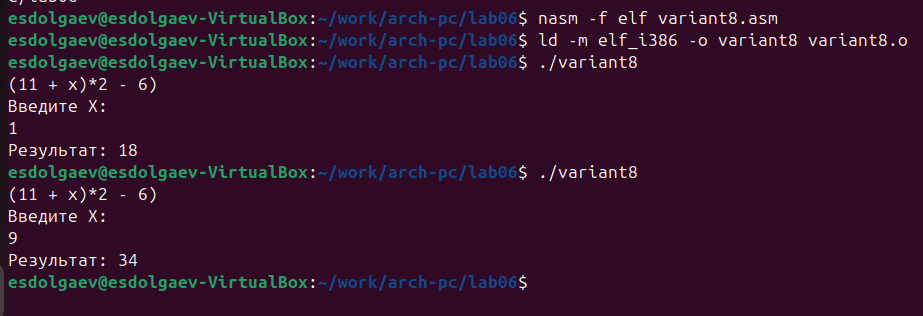 esdolgaev@esdolgaev-VirtualBox:~/work/arch-pc/lab06$ nasm -f elf variant8.asm
esdolgaev@esdolgaev-VirtualBox:~/work/arch-pc/lab06$ ld -m elf_i386 -o variant8 variant8.o
esdolgaev@esdolgaev-VirtualBox:~/work/arch-pc/lab06$ ./variant8
(11 + x)*2 - 6)
Введите X:
1
Результат: 18
esdolgaev@esdolgaev-VirtualBox:~/work/arch-pc/lab06$ ./variant8
(11 + x)*2 - 6)
Введите X:
9
Результат: 34
esdolgaev@esdolgaev-VirtualBox:~/work/arch-pc/lab06$